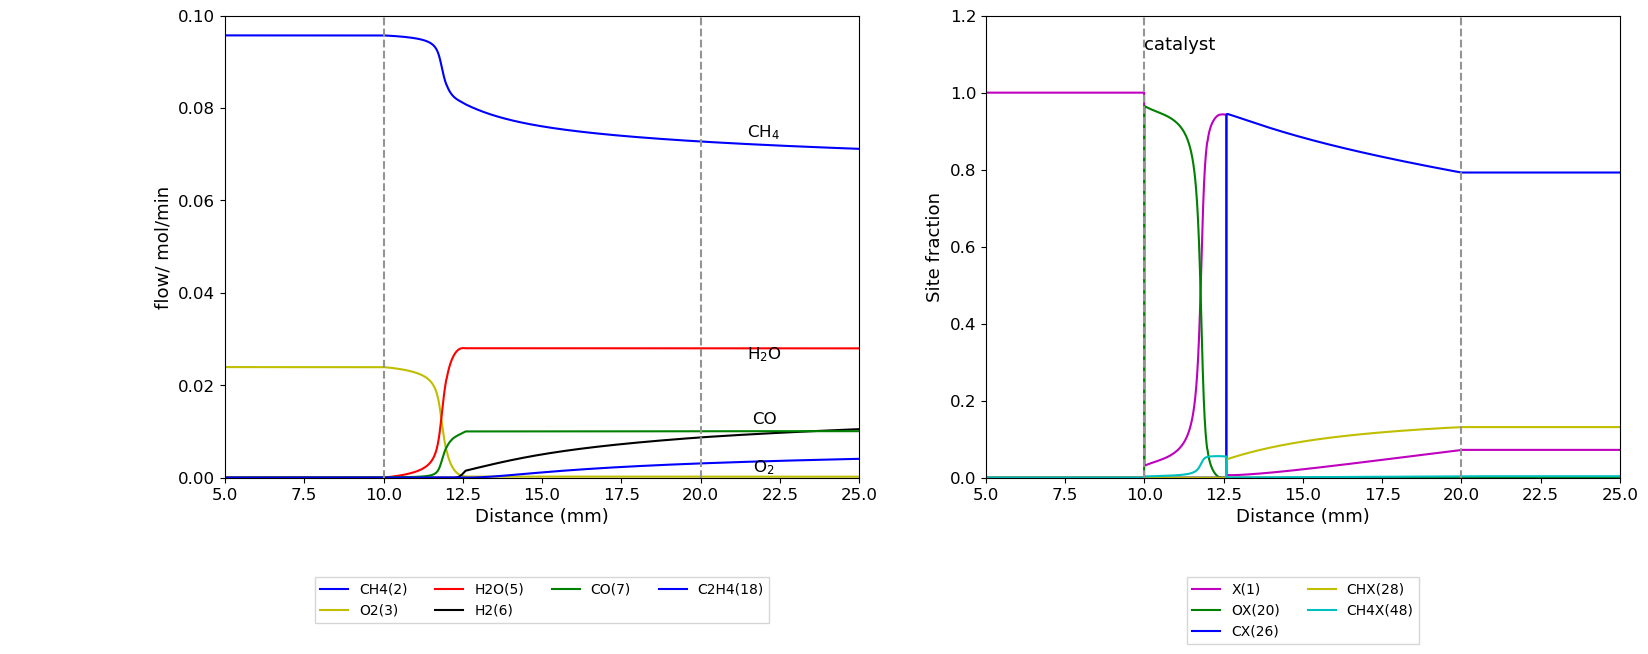 0.10
0.08
0.06
0.04
0.02
0.00
flow/ mol/min
5.0 7.5 10.0 12.5 15.0 17.5 20.0 22.5 25.0
Distance (mm)
CH₄
H₂O
CO
O₂
CH4(2) H2O(5) CO(7) C2H4(18)
O2(3) H2(6)
1.2
1.0
0.8
0.6
0.4
0.2
0.0
Site fraction
catalyst
5.0 7.5 10.0 12.5 15.0 17.5 20.0 22.5 25.0
Distance (mm)
X(1) CHX(28)
OX(20) CH4X(48)
CX(26)